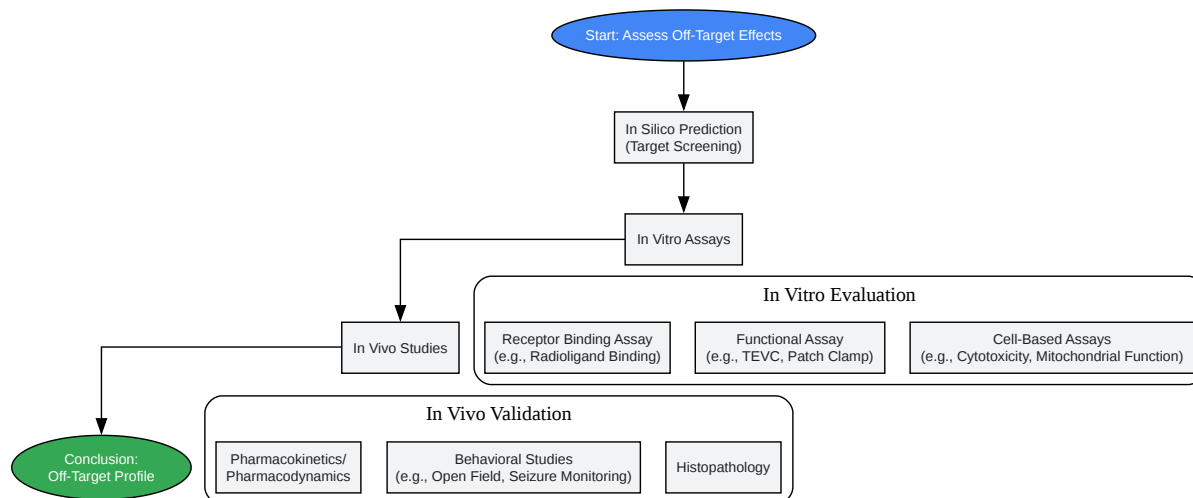 Start: Assess Off-Target Effects
In Silico Prediction
(Target Screening)
In Vitro Assays
In Vitro Evaluation
In Vivo Studies
Receptor Binding Assay
(e.g., Radioligand Binding)
Functional Assay
(e.g., TEVC, Patch Clamp)
Cell-Based Assays
(e.g., Cytotoxicity, Mitochondrial Function)
In Vivo Validation
Conclusion:
Off-Target Profile
Pharmacokinetics/
Pharmacodynamics
Behavioral Studies
(e.g., Open Field, Seizure Monitoring)
Histopathology